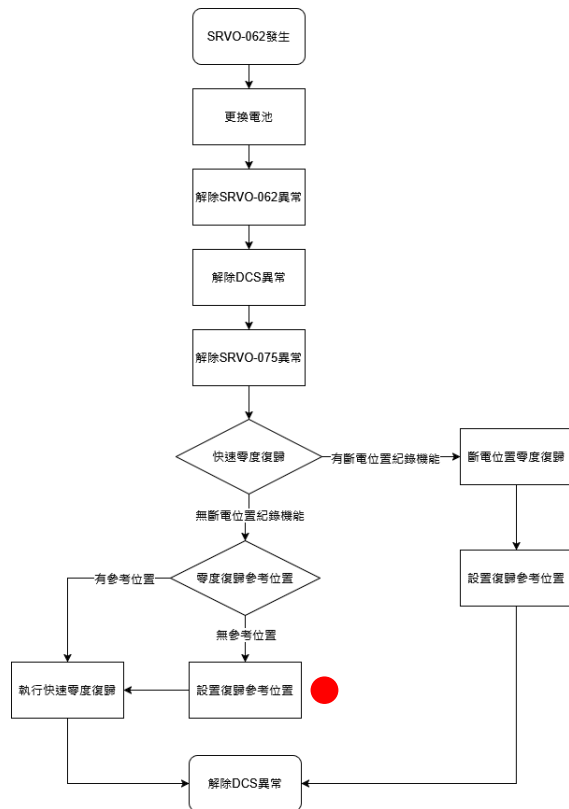 SRVO-062發生
更換電池
解除SRVO-062異常
解除DCS異常
解除SRVO-075異常
快速零度復歸
有斷電位置紀錄機能
斷電位置零度復歸
無斷電位置紀錄機能
零度復歸參考位置
有參考位置
設置復歸參考位置
無參考位置
執行快速零度復歸
設置復歸參考位置
解除DCS異常